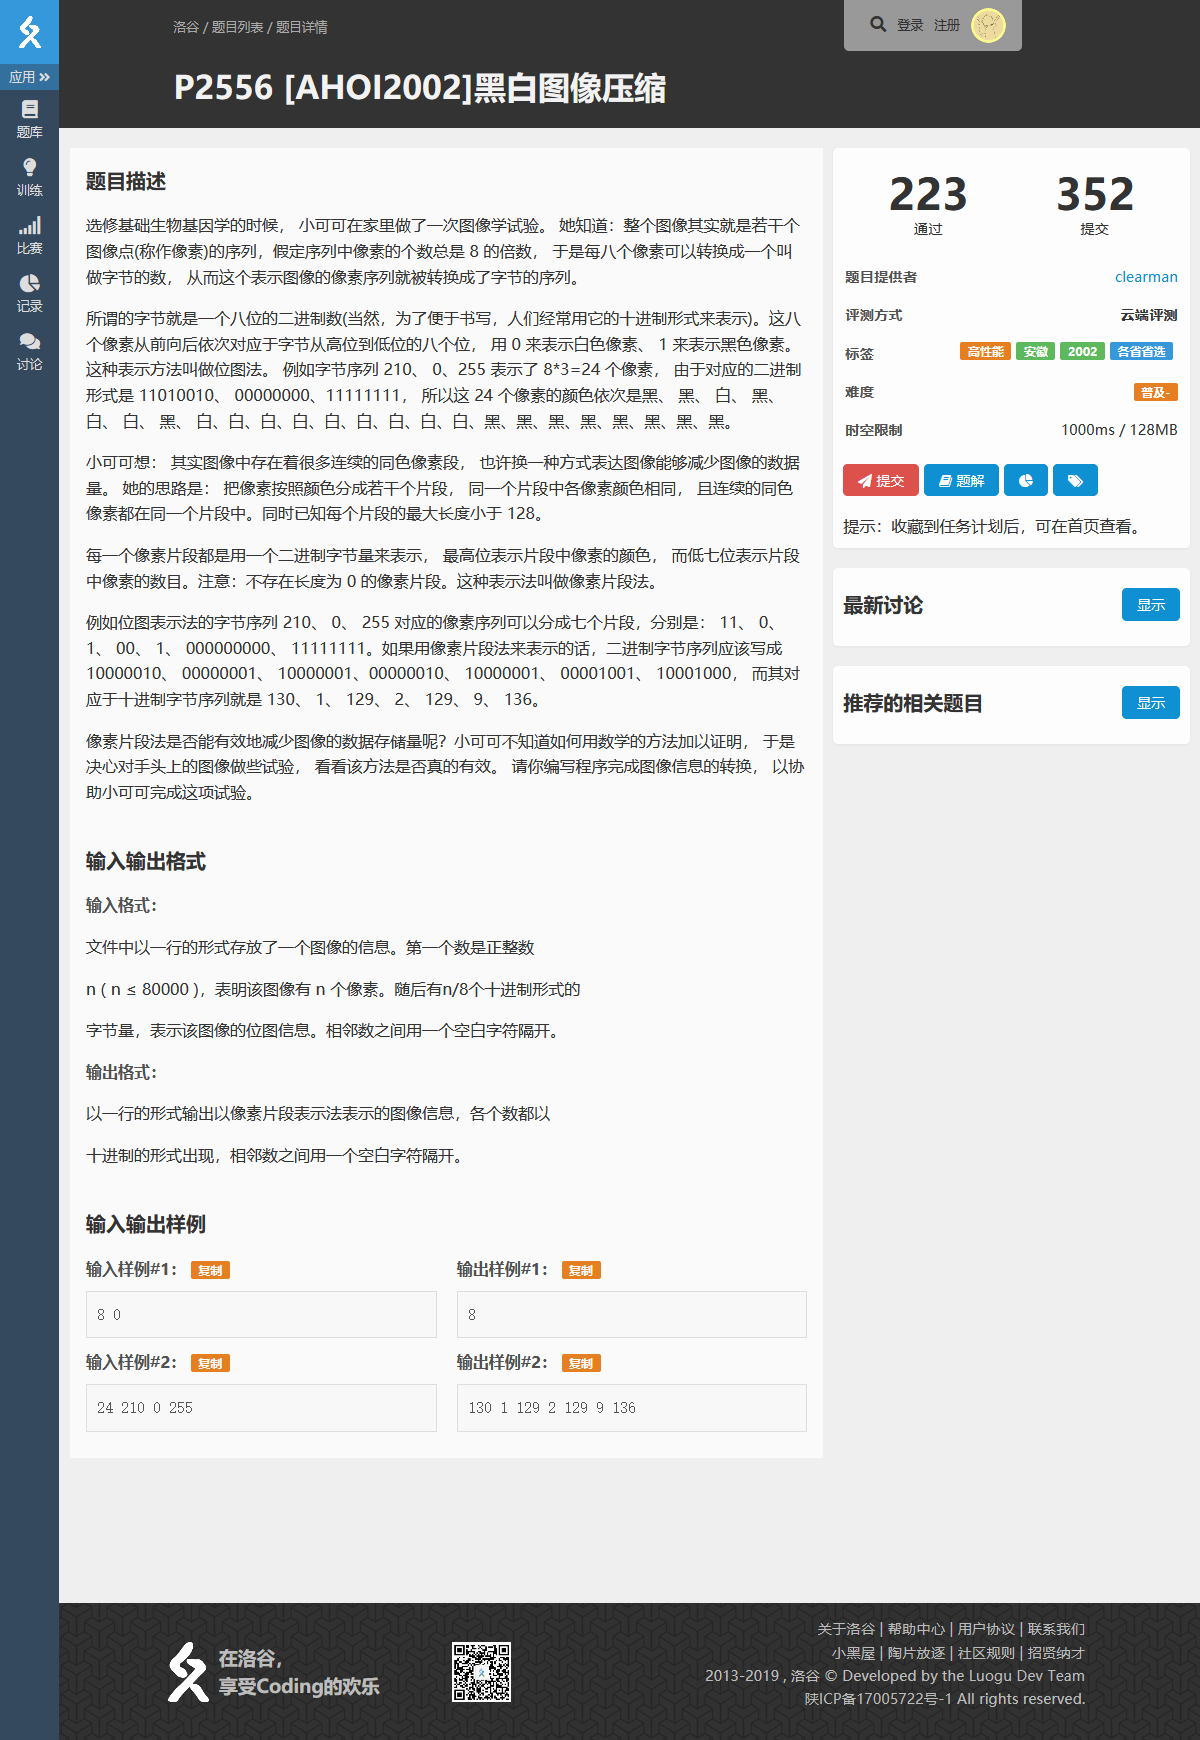 洛谷 / 题目列表 / 题目详情
登录 注册
P2556 [AHOI2002]黑白图像压缩
应用
题库
训练
比赛
记录
讨论
题目描述
选修基础生物基因学的时候， 小可可在家里做了一次图像学试验。 她知道：整个图像其实就是若干个
图像点(称作像素)的序列，假定序列中像素的个数总是 8 的倍数， 于是每八个像素可以转换成一个叫
做字节的数， 从而这个表示图像的像素序列就被转换成了字节的序列。
所谓的字节就是一个八位的二进制数(当然，为了便于书写，人们经常用它的十进制形式来表示)。这八
个像素从前向后依次对应于字节从高位到低位的八个位， 用 0 来表示白色像素、 1 来表示黑色像素。
这种表示方法叫做位图法。 例如字节序列 210、 0、255 表示了 8*3=24 个像素， 由于对应的二进制
形式是 11010010、 00000000、11111111， 所以这 24 个像素的颜色依次是黑、 黑、 白、 黑、
白、 白、 黑、 白、白、白、白、白、白、白、白、白、黑、黑、黑、黑、黑、黑、黑、黑。
小可可想： 其实图像中存在着很多连续的同色像素段， 也许换一种方式表达图像能够减少图像的数据
量。 她的思路是： 把像素按照颜色分成若干个片段， 同一个片段中各像素颜色相同， 且连续的同色
像素都在同一个片段中。同时已知每个片段的最大长度小于 128。
每一个像素片段都是用一个二进制字节量来表示， 最高位表示片段中像素的颜色， 而低七位表示片段
中像素的数目。注意：不存在长度为 0 的像素片段。这种表示法叫做像素片段法。
例如位图表示法的字节序列 210、 0、 255 对应的像素序列可以分成七个片段，分别是： 11、 0、
1、 00、 1、 000000000、 11111111。如果用像素片段法来表示的话，二进制字节序列应该写成
10000010、 00000001、 10000001、00000010、 10000001、 00001001、 10001000， 而其对
应于十进制字节序列就是 130、 1、 129、 2、 129、 9、 136。
像素片段法是否能有效地减少图像的数据存储量呢？小可可不知道如何用数学的方法加以证明， 于是
决心对手头上的图像做些试验， 看看该方法是否真的有效。 请你编写程序完成图像信息的转换， 以协
助小可可完成这项试验。
输入输出格式
输入格式：
文件中以一行的形式存放了一个图像的信息。第一个数是正整数
n ( n ≤ 80000 )，表明该图像有 n 个像素。随后有n/8个十进制形式的
字节量，表示该图像的位图信息。相邻数之间用一个空白字符隔开。
输出格式：
以一行的形式输出以像素片段表示法表示的图像信息，各个数都以
十进制的形式出现，相邻数之间用一个空白字符隔开。
输入输出样例
输入样例#1： 复制
8 0
输出样例#1： 复制
8
输入样例#2： 复制
24 210 0 255
输出样例#2： 复制
130 1 129 2 129 9 136
223 352
通过 提交
题目提供者 clearman
评测方式 云端评测
标签 高性能 安徽 2002 各省省选
难度 普及-
时空限制 1000ms / 128MB
提交 题解
提示：收藏到任务计划后，可在首页查看。
最新讨论 显示
推荐的相关题目 显示
在洛谷，
享受Coding的欢乐
关于洛谷 | 帮助中心 | 用户协议 | 联系我们
小黑屋 | 陶片放逐 | 社区规则 | 招贤纳才
2013-2019 , 洛谷 © Developed by the Luogu Dev Team
陕ICP备17005722号-1 All rights reserved.